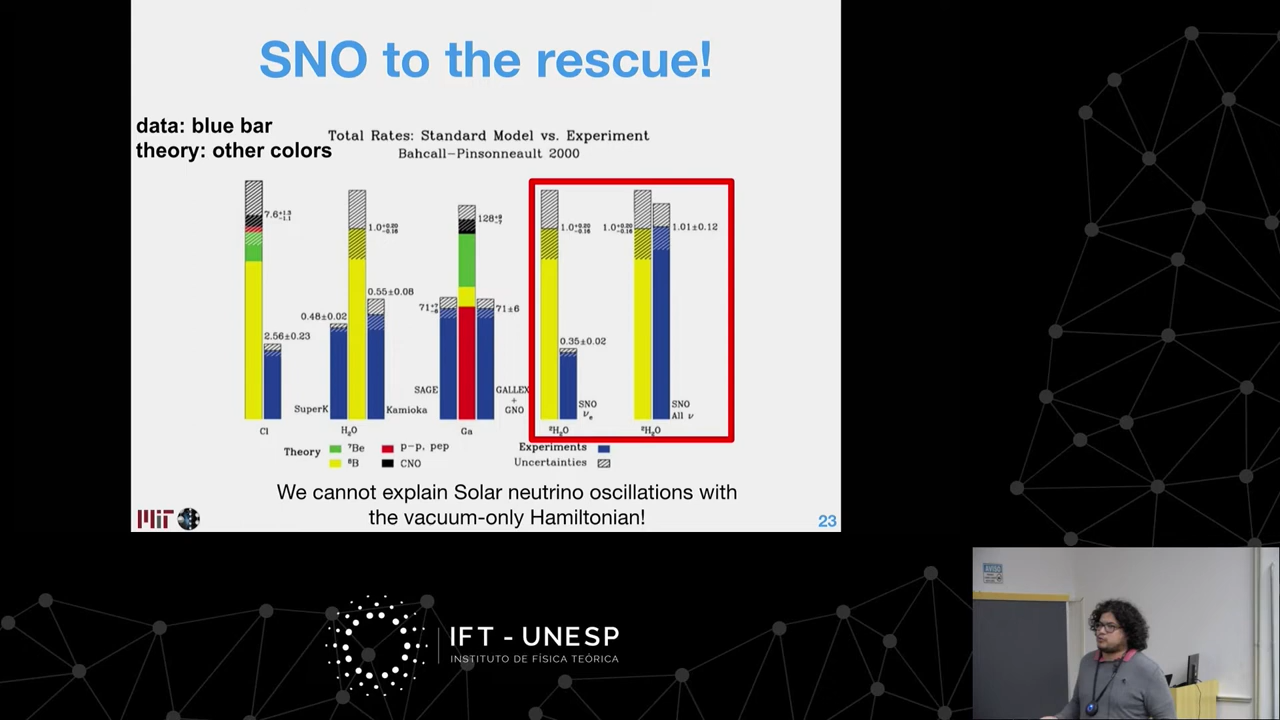 SNO to the rescue!
data: blue bar
theory: other colors
Total Rates: Standard Model vs. Experiment
Bahcall-Pinsonneault 2000
7.6+1.3-1.1
2.56±0.23
Cl
0.48±0.02
SuperK
1.0+0.20-0.16
0.55±0.08
Kamioka
H2O
71+7-6
SAGE
128+9-7
71±6
GALLEX
+
GNO
Ga
1.0+0.20-0.16
0.35±0.02
SNO
νe
²H2O
1.0+0.20-0.16
1.01±0.12
SNO
All ν
²H2O
Theory
⁷Be
p-p, pep
⁸B
CNO
Experiments
Uncertainties
We cannot explain Solar neutrino oscillations with
the vacuum-only Hamiltonian!
MIT
23
IFT - UNESP
INSTITUTO DE FÍSICA TEÓRICA
AVISO